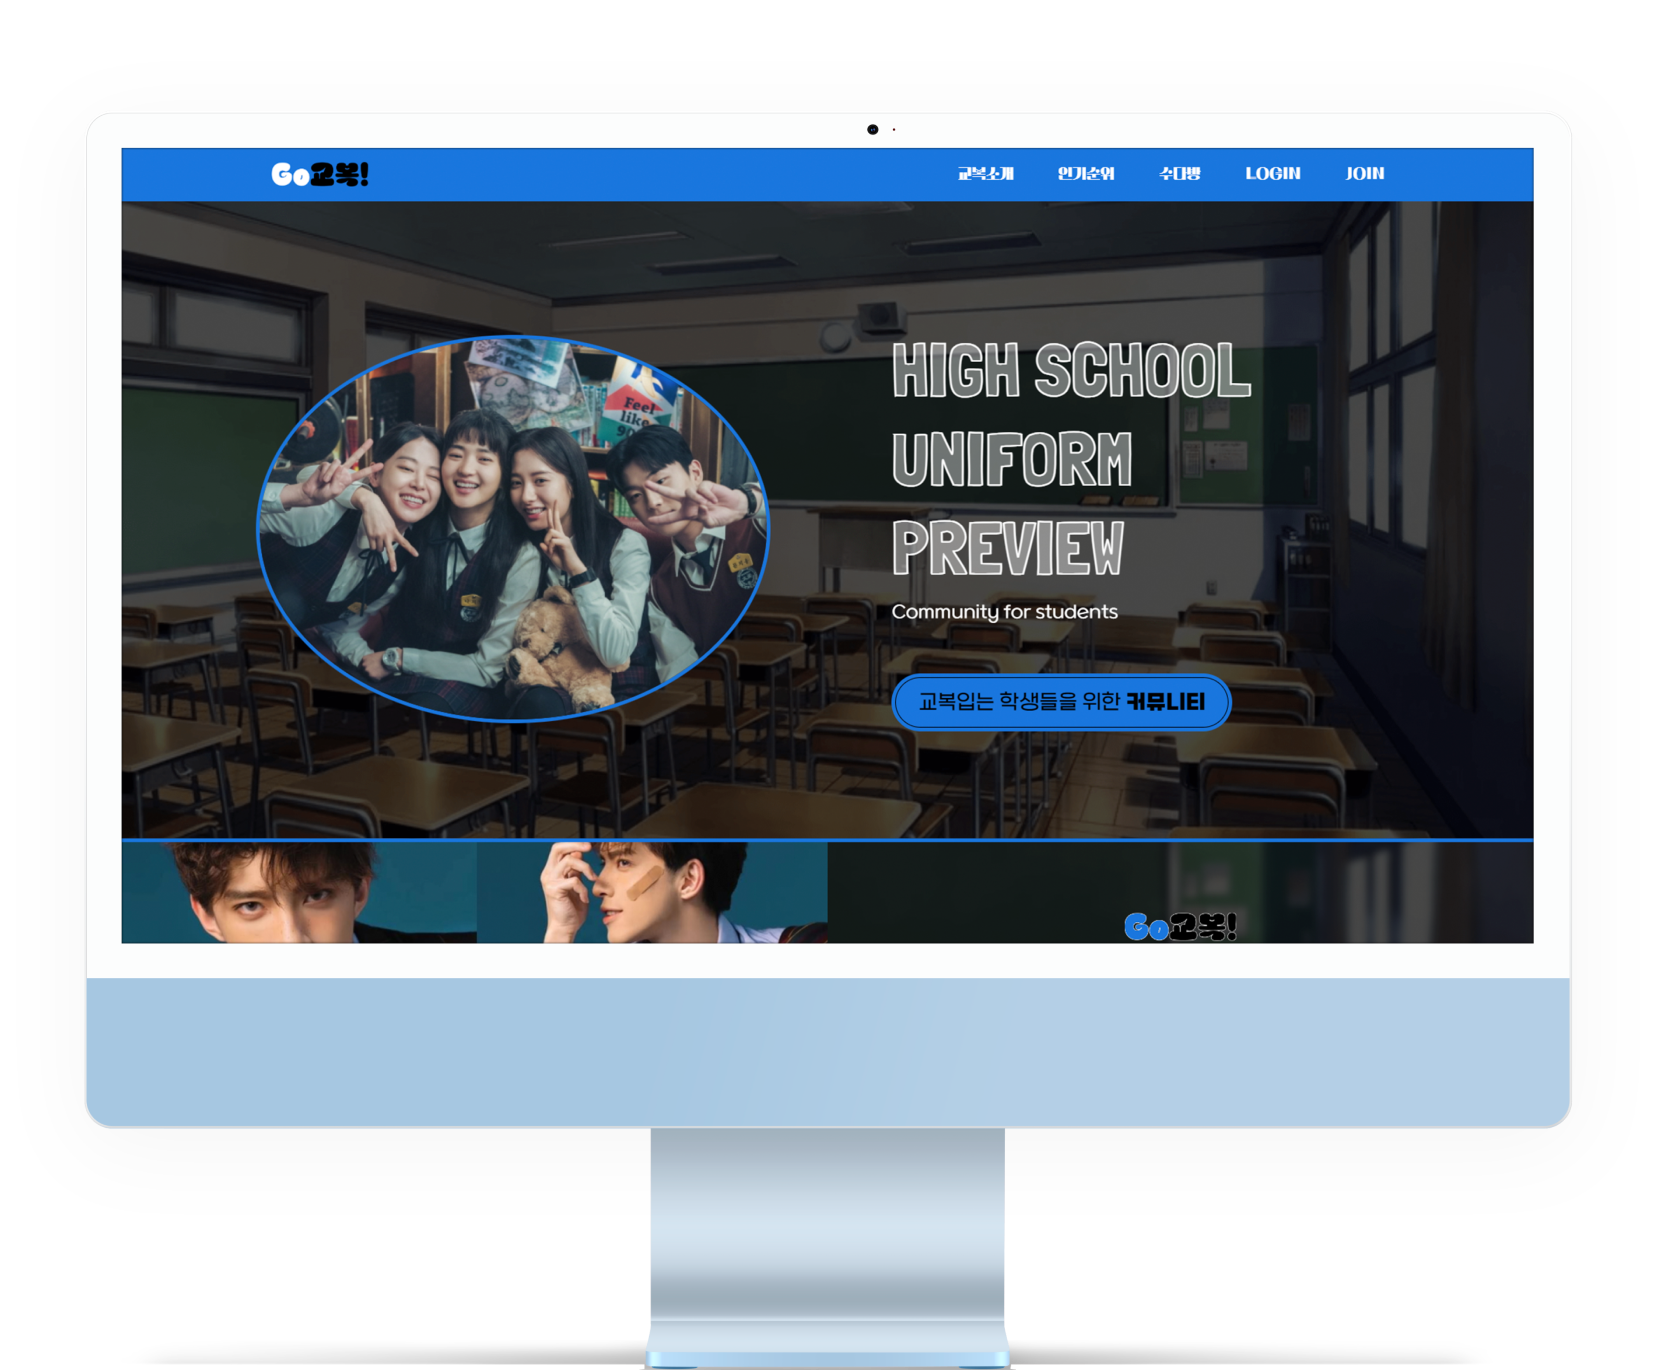 Go교복!
교복소개
인기순위
수다방
LOGIN
JOIN
Feel
like
HIGH SCHOOL
UNIFORM
PREVIEW
Community for students
교복입는 학생들을 위한 커뮤니티
Go교복!